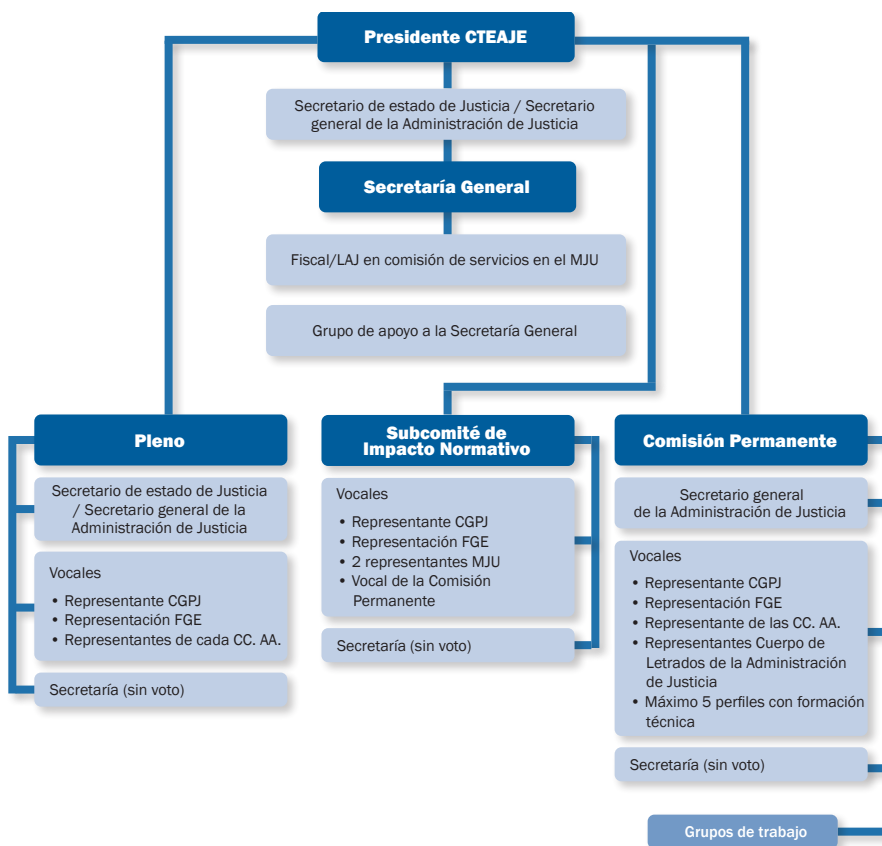 Presidente CTEAJE
Secretario de estado de Justicia / Secretario
general de la Administración de Justicia
Secretaría General
Fiscal/LAJ en comisión de servicios en el MJU
Grupo de apoyo a la Secretaría General
Pleno
Secretario de estado de Justicia
/ Secretario general de la
Administración de Justicia
Vocales
• Representante CGPJ
• Representación FGE
• Representantes de cada CC. AA.
Secretaría (sin voto)
Subcomité de
Impacto Normativo
Vocales
• Representante CGPJ
• Representación FGE
• 2 representantes MJU
• Vocal de la Comisión
Permanente
Secretaría (sin voto)
Comisión Permanente
Secretario general
de la Administración de Justicia
Vocales
• Representante CGPJ
• Representación FGE
• Representante de las CC. AA.
• Representantes Cuerpo de
Letrados de la Administración
de Justicia
• Máximo 5 perfiles con formación
técnica
Secretaría (sin voto)
Grupos de trabajo